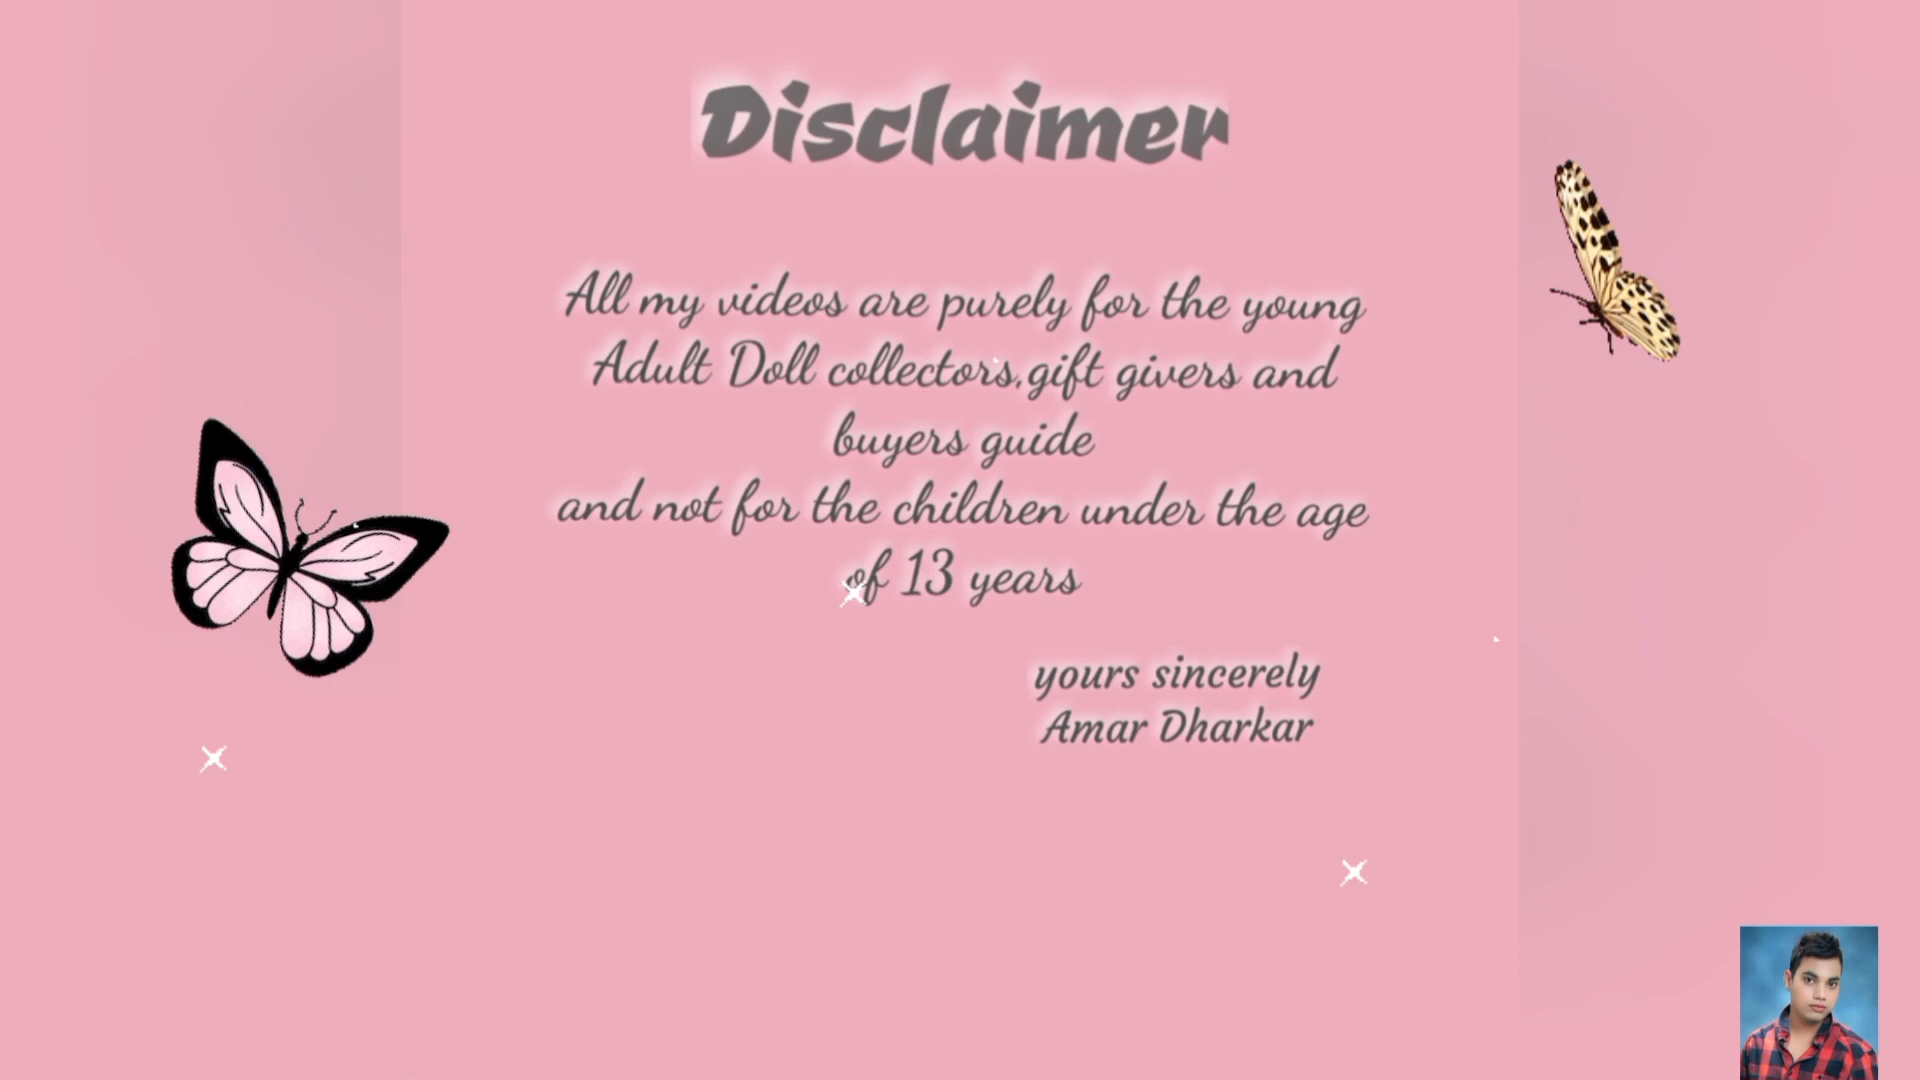 Disclaimer
All my videos are purely for the young
Adult Doll collectors,gift givers and
buyers guide
and not for the children under the age
of 13 years
yours sincerely
Amar Dharkar